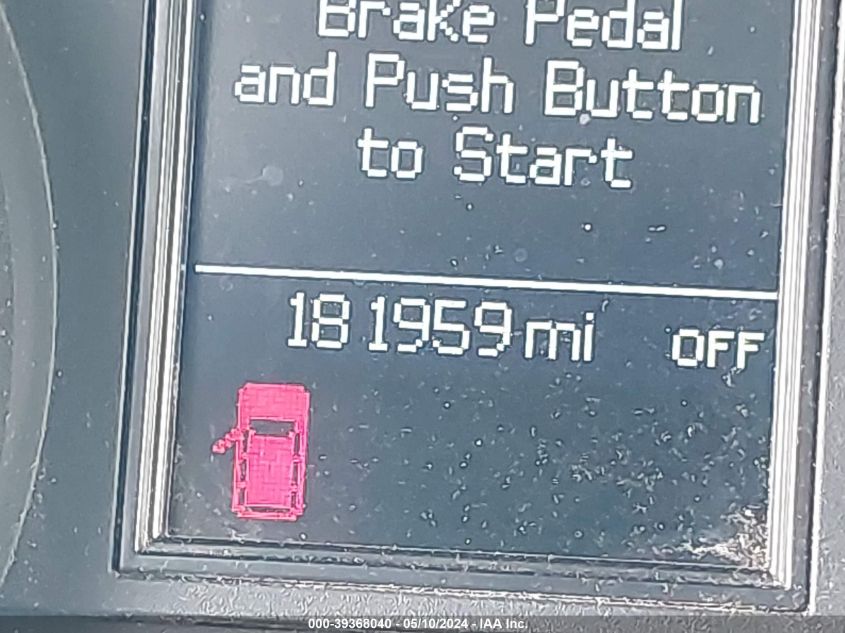 Brake Pedal
and Push Button
to Start
181959 mi OFF
000-39368040 - 05/10/2024 - IAA Inc.